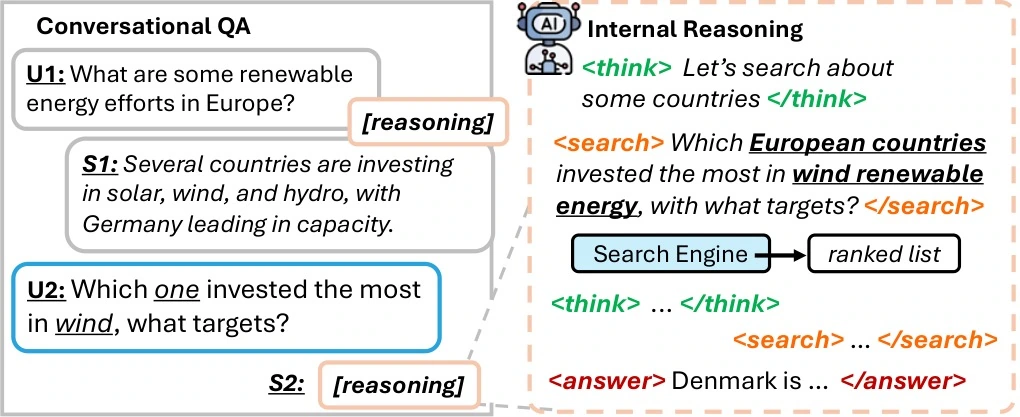 Conversational QA
U1: What are some renewable
energy efforts in Europe?
[reasoning]
S1: Several countries are investing
in solar, wind, and hydro, with
Germany leading in capacity.
U2: Which one invested the most
in wind, what targets?
S2: [reasoning]
AI
Internal Reasoning
<think> Let's search about
some countries </think>
<search> Which European countries
invested the most in wind renewable
energy, with what targets? </search>
Search Engine
ranked list
<think> ... </think>
<search> ... </search>
<answer> Denmark is ... </answer>